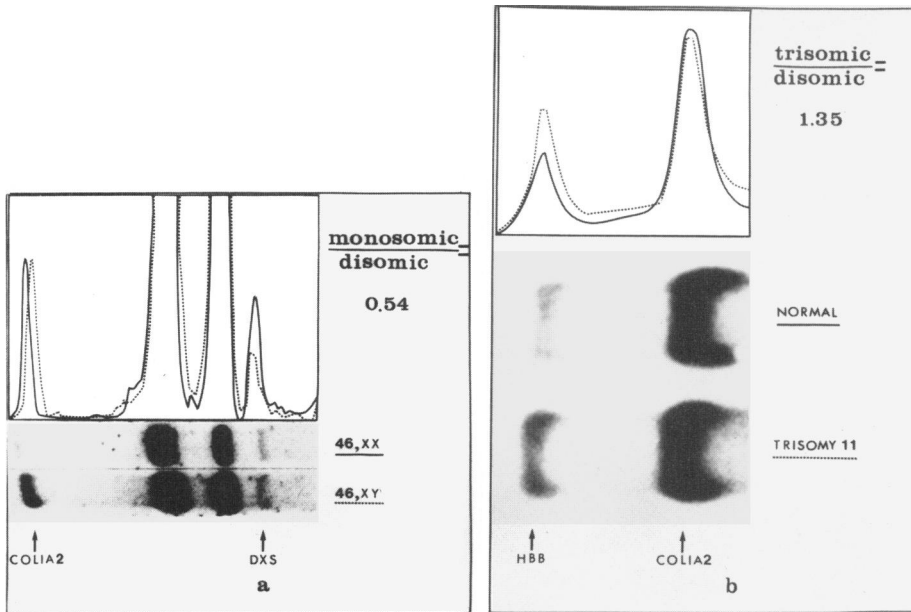 monosomic =
disomic
0.54
46,XX
46,XY
COLIA2
DXS
a
trisomic =
disomic
1.35
NORMAL
TRISOMY 11
HBB
COLIA2
b